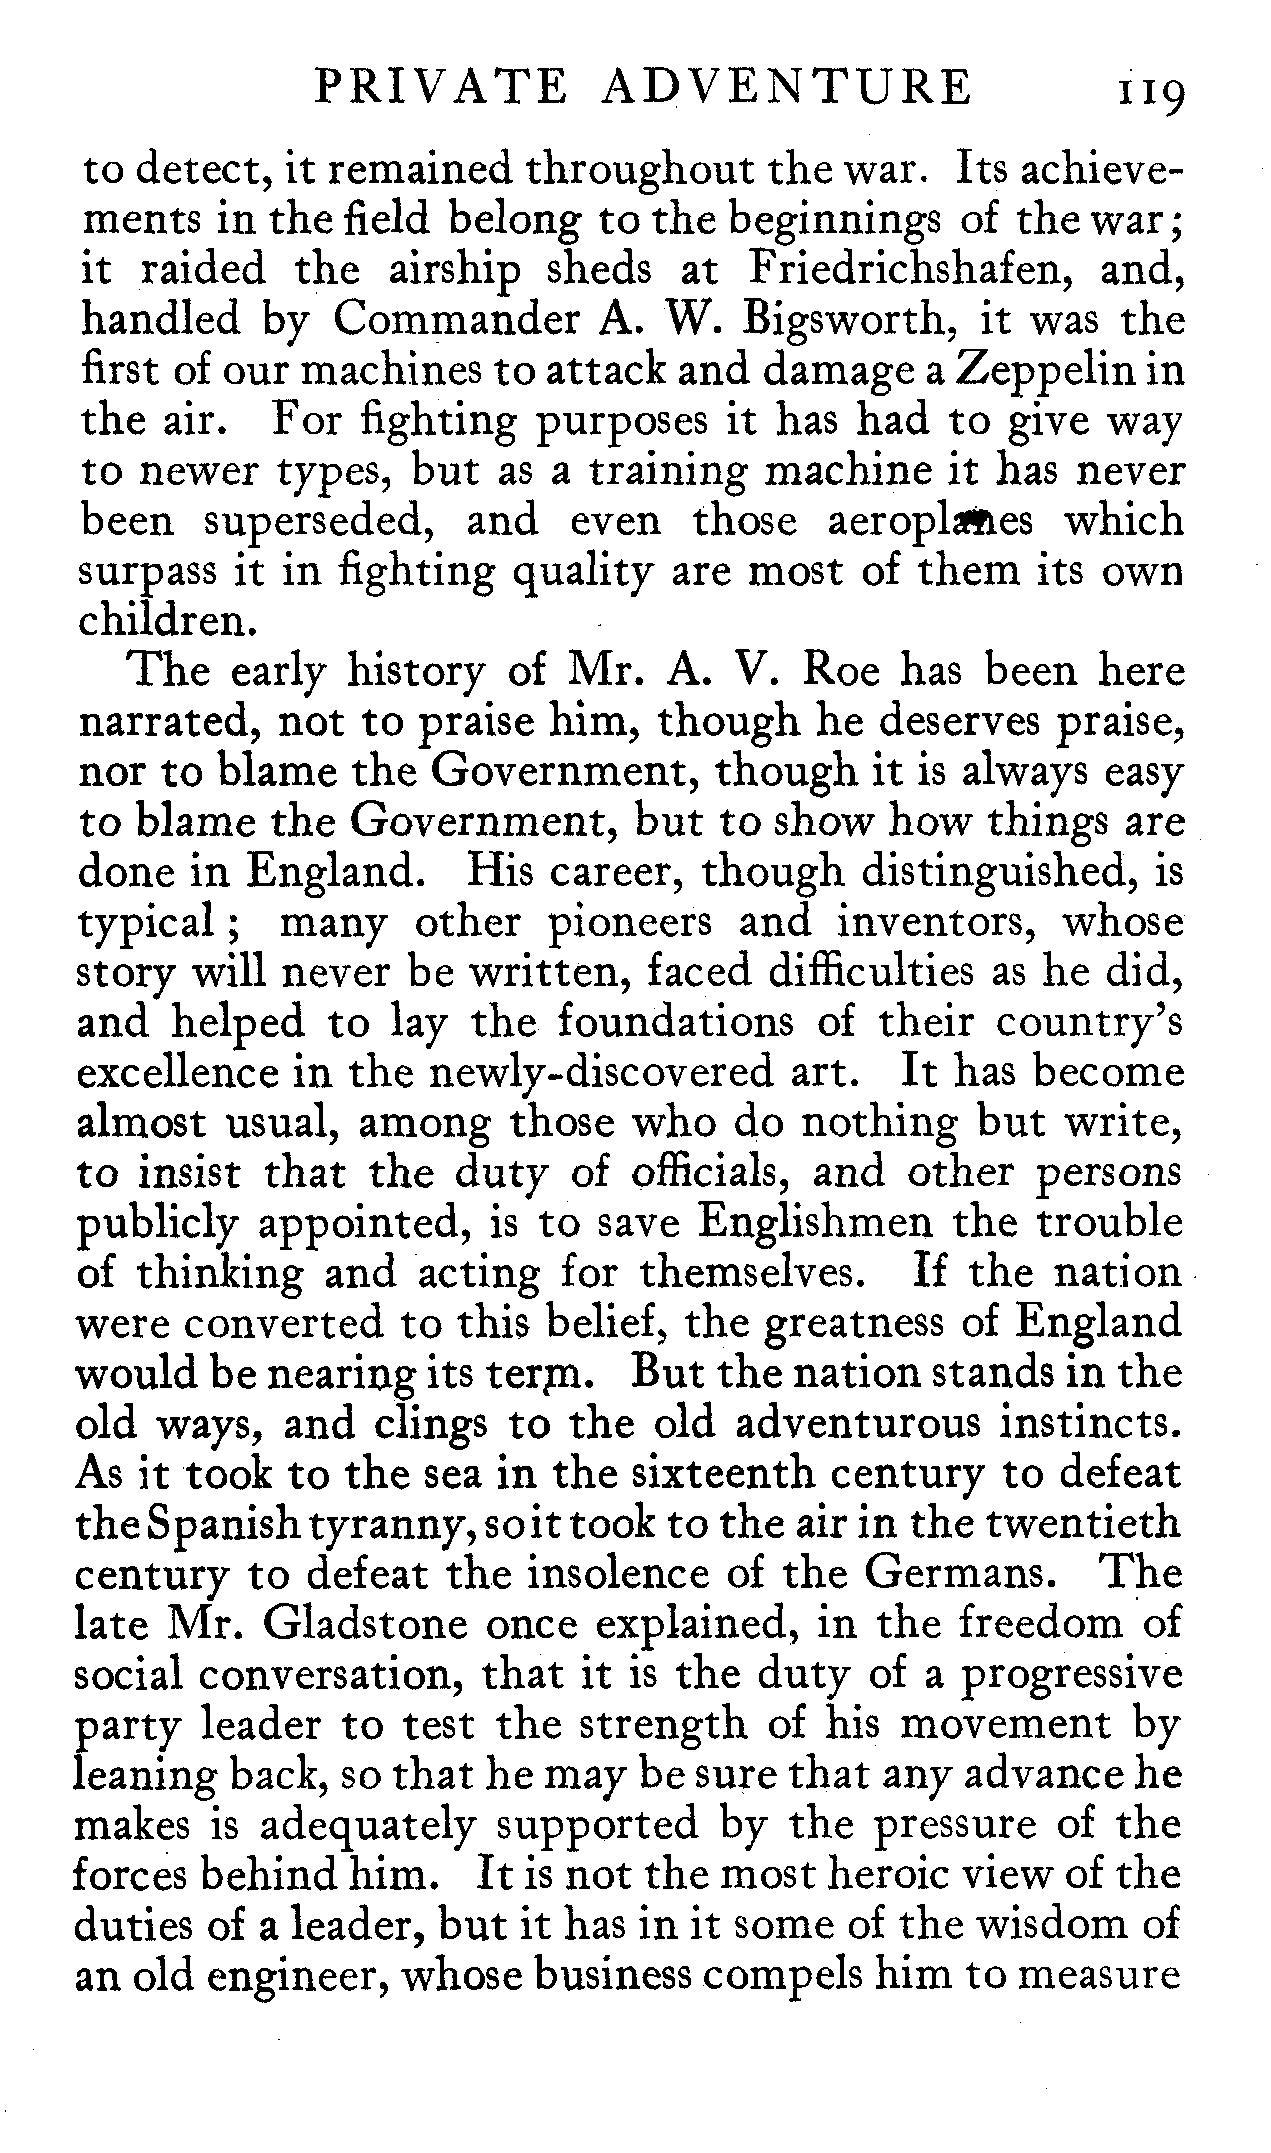 PRIVATE ADVENTURE 119
to detect, it remained throughout the war. Its achieve-
ments in the field belong to the beginnings of the war;
it raided the airship sheds at Friedrichshafen, and,
handled by Commander A. W. Bigsworth, it was the
first of our machines to attack and damage a Zeppelin in
the air. For fighting purposes it has had to give way
to newer types, but as a training machine it has never
been superseded, and even those aeroplanes which
surpass it in fighting quality are most of them its own
children.
The early history of Mr. A. V. Roe has been here
narrated, not to praise him, though he deserves praise,
nor to blame the Government, though it is always easy
to blame the Government, but to show how things are
done in England. His career, though distinguished, is
typical ; many other pioneers and inventors, whose
story will never be written, faced difficulties as he did,
and helped to lay the foundations of their country's
excellence in the newly-discovered art. It has become
almost usual, among those who do nothing but write,
to insist that the duty of officials, and other persons
publicly appointed, is to save Englishmen the trouble
of thinking and acting for themselves. If the nation
were converted to this belief, the greatness of England
would be nearing its term. But the nation stands in the
old ways, and clings to the old adventurous instincts.
As it took to the sea in the sixteenth century to defeat
the Spanish tyranny, so it took to the air in the twentieth
century to defeat the insolence of the Germans. The
late Mr. Gladstone once explained, in the freedom of
social conversation, that it is the duty of a progressive
party leader to test the strength of his movement by
leaning back, so that he may be sure that any advance he
makes is adequately supported by the pressure of the
forces behind him. It is not the most heroic view of the
duties of a leader, but it has in it some of the wisdom of
an old engineer, whose business compels him to measure